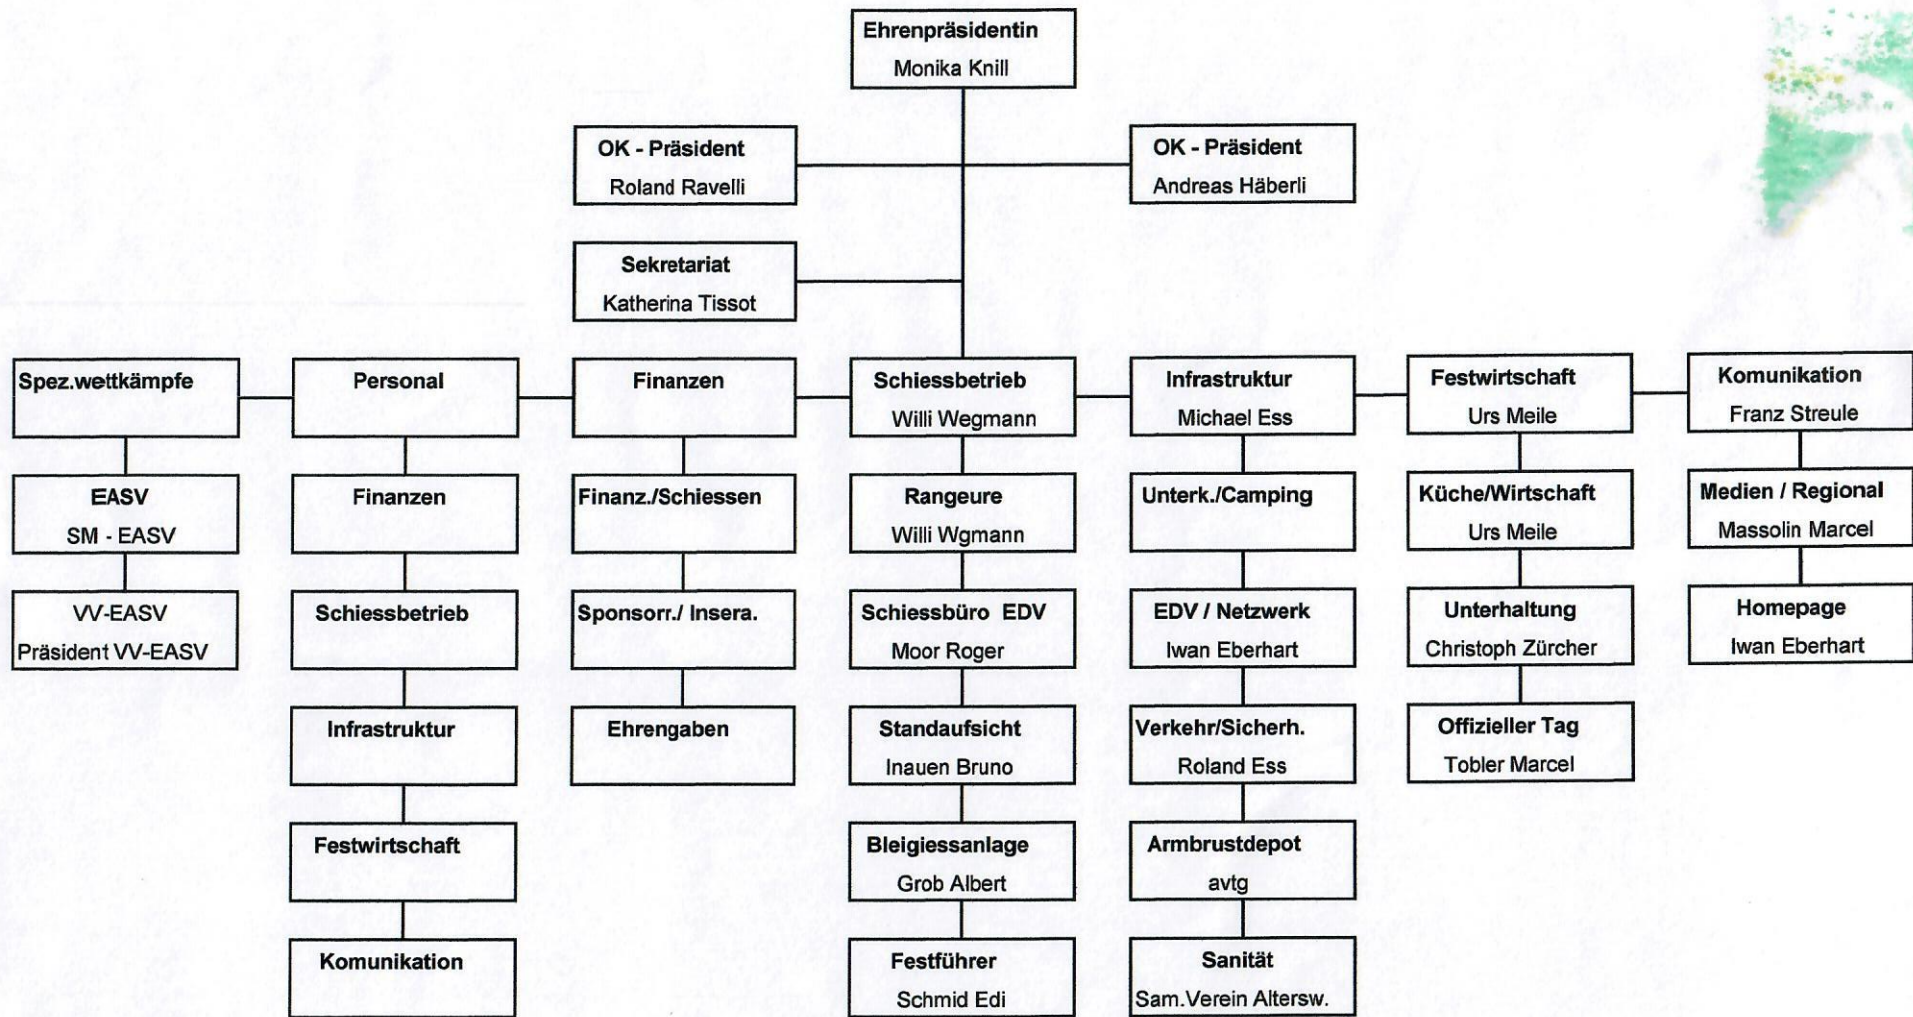 Ehrenpräsidentin
Monika Knill
OK - Präsident
Roland Ravelli
OK - Präsident
Andreas Häberli
Sekretariat
Katherina Tissot
Spez.wettkämpfe
Personal
Finanzen
Schiessbetrieb
Willi Wegmann
Infrastruktur
Michael Ess
Festwirtschaft
Urs Meile
Komunikation
Franz Streule
EASV
SM - EASV
Finanzen
Finanz./Schiessen
Rangeure
Willi Wgmann
Unterk./Camping
Küche/Wirtschaft
Urs Meile
Medien / Regional
Massolin Marcel
VV-EASV
Präsident VV-EASV
Schiessbetrieb
Sponsorr./ Insera.
Schiessbüro EDV
Moor Roger
EDV / Netzwerk
Iwan Eberhart
Unterhaltung
Christoph Zürcher
Homepage
Iwan Eberhart
Infrastruktur
Ehrengaben
Standaufsicht
Inauen Bruno
Verkehr/Sicherh.
Roland Ess
Offizieller Tag
Tobler Marcel
Festwirtschaft
Bleigiessanlage
Grob Albert
Armbrustdepot
avtg
Komunikation
Festführer
Schmid Edi
Sanität
Sam.Verein Altersw.